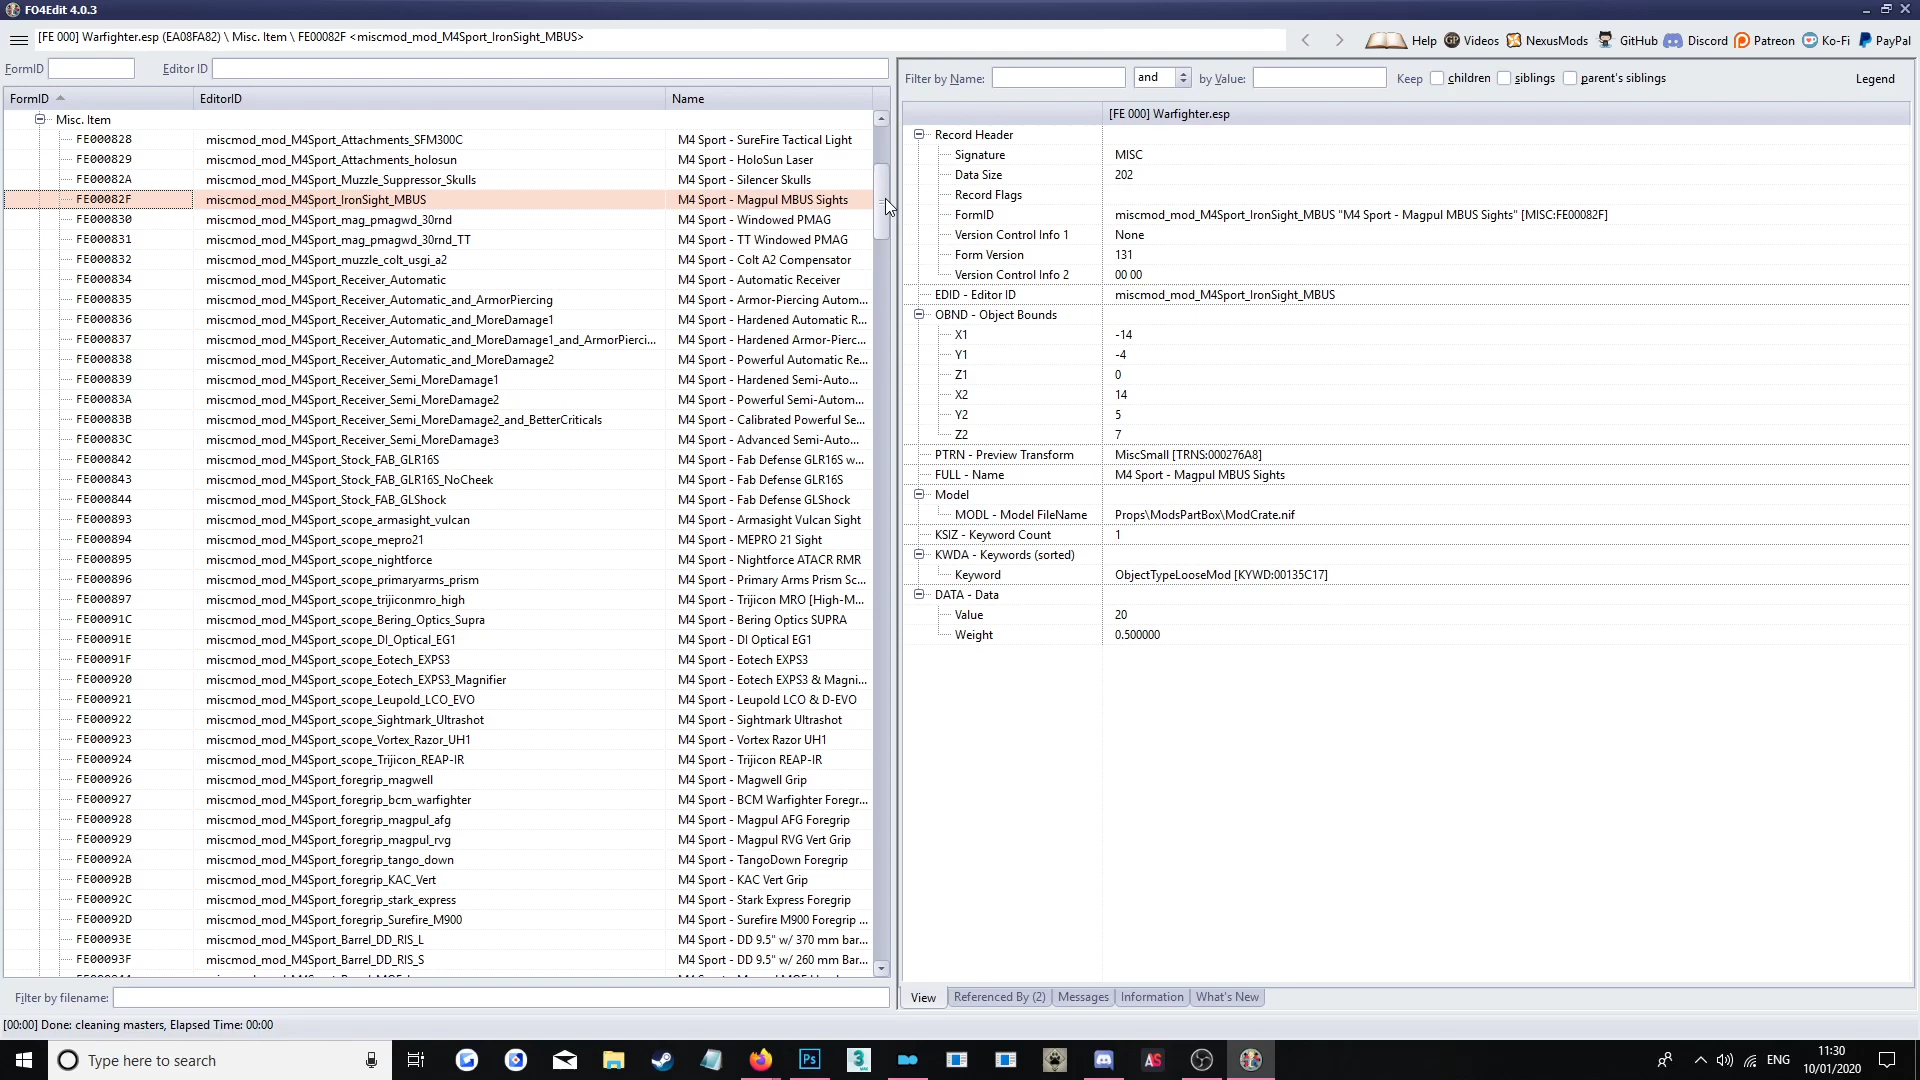 FO4Edit 4.0.3
[FE 000] Warfighter.esp (EA08FA82) \ Misc. Item \ FE00082F <miscmod_mod_M4Sport_IronSight_MBUS>
Help Videos NexusMods GitHub Discord Patreon Ko-Fi PayPal
FormID Editor ID
Filter by Name: and by Value: Keep children siblings parent's siblings Legend
FormID EditorID Name
Misc. Item
FE000828 miscmod_mod_M4Sport_Attachments_SFM300C M4 Sport - SureFire Tactical Light
FE000829 miscmod_mod_M4Sport_Attachments_holosun M4 Sport - HoloSun Laser
FE00082A miscmod_mod_M4Sport_Muzzle_Suppressor_Skulls M4 Sport - Silencer Skulls
FE00082F miscmod_mod_M4Sport_IronSight_MBUS M4 Sport - Magpul MBUS Sights
FE000830 miscmod_mod_M4Sport_mag_pmagwd_30rnd M4 Sport - Windowed PMAG
FE000831 miscmod_mod_M4Sport_mag_pmagwd_30rnd_TT M4 Sport - TT Windowed PMAG
FE000832 miscmod_mod_M4Sport_muzzle_colt_usgi_a2 M4 Sport - Colt A2 Compensator
FE000834 miscmod_mod_M4Sport_Receiver_Automatic M4 Sport - Automatic Receiver
FE000835 miscmod_mod_M4Sport_Receiver_Automatic_and_ArmorPiercing M4 Sport - Armor-Piercing Autom...
FE000836 miscmod_mod_M4Sport_Receiver_Automatic_and_MoreDamage1 M4 Sport - Hardened Automatic R...
FE000837 miscmod_mod_M4Sport_Receiver_Automatic_and_MoreDamage1_and_ArmorPierci... M4 Sport - Hardened Armor-Pierc...
FE000838 miscmod_mod_M4Sport_Receiver_Automatic_and_MoreDamage2 M4 Sport - Powerful Automatic Re...
FE000839 miscmod_mod_M4Sport_Receiver_Semi_MoreDamage1 M4 Sport - Hardened Semi-Auto...
FE00083A miscmod_mod_M4Sport_Receiver_Semi_MoreDamage2 M4 Sport - Powerful Semi-Autom...
FE00083B miscmod_mod_M4Sport_Receiver_Semi_MoreDamage2_and_BetterCriticals M4 Sport - Calibrated Powerful Se...
FE00083C miscmod_mod_M4Sport_Receiver_Semi_MoreDamage3 M4 Sport - Advanced Semi-Auto...
FE000842 miscmod_mod_M4Sport_Stock_FAB_GLR16S M4 Sport - Fab Defense GLR16S w...
FE000843 miscmod_mod_M4Sport_Stock_FAB_GLR16S_NoCheek M4 Sport - Fab Defense GLR16S
FE000844 miscmod_mod_M4Sport_Stock_FAB_GLShock M4 Sport - Fab Defense GLShock
FE000893 miscmod_mod_M4Sport_scope_armasight_vulcan M4 Sport - Armasight Vulcan Sight
FE000894 miscmod_mod_M4Sport_scope_mepro21 M4 Sport - MEPRO 21 Sight
FE000895 miscmod_mod_M4Sport_scope_nightforce M4 Sport - Nightforce ATACR RMR
FE000896 miscmod_mod_M4Sport_scope_primaryarms_prism M4 Sport - Primary Arms Prism Sc...
FE000897 miscmod_mod_M4Sport_scope_trijiconmro_high M4 Sport - Trijicon MRO [High-M...
FE00091C miscmod_mod_M4Sport_scope_Bering_Optics_Supra M4 Sport - Bering Optics SUPRA
FE00091E miscmod_mod_M4Sport_scope_DI_Optical_EG1 M4 Sport - DI Optical EG1
FE00091F miscmod_mod_M4Sport_scope_Eotech_EXPS3 M4 Sport - Eotech EXPS3
FE000920 miscmod_mod_M4Sport_scope_Eotech_EXPS3_Magnifier M4 Sport - Eotech EXPS3 & Magni...
FE000921 miscmod_mod_M4Sport_scope_Leupold_LCO_EVO M4 Sport - Leupold LCO & D-EVO
FE000922 miscmod_mod_M4Sport_scope_Sightmark_Ultrashot M4 Sport - Sightmark Ultrashot
FE000923 miscmod_mod_M4Sport_scope_Vortex_Razor_UH1 M4 Sport - Vortex Razor UH1
FE000924 miscmod_mod_M4Sport_scope_Trijicon_REAP-IR M4 Sport - Trijicon REAP-IR
FE000926 miscmod_mod_M4Sport_foregrip_magwell M4 Sport - Magwell Grip
FE000927 miscmod_mod_M4Sport_foregrip_bcm_warfighter M4 Sport - BCM Warfighter Foregr...
FE000928 miscmod_mod_M4Sport_foregrip_magpul_afg M4 Sport - Magpul AFG Foregrip
FE000929 miscmod_mod_M4Sport_foregrip_magpul_rvg M4 Sport - Magpul RVG Vert Grip
FE00092A miscmod_mod_M4Sport_foregrip_tango_down M4 Sport - TangoDown Foregrip
FE00092B miscmod_mod_M4Sport_foregrip_KAC_Vert M4 Sport - KAC Vert Grip
FE00092C miscmod_mod_M4Sport_foregrip_stark_express M4 Sport - Stark Express Foregrip
FE00092D miscmod_mod_M4Sport_foregrip_Surefire_M900 M4 Sport - Surefire M900 Foregrip ...
FE00093E miscmod_mod_M4Sport_Barrel_DD_RIS_L M4 Sport - DD 9.5" w/ 370 mm bar...
FE00093F miscmod_mod_M4Sport_Barrel_DD_RIS_S M4 Sport - DD 9.5" w/ 260 mm Bar...
Filter by filename:
[FE 000] Warfighter.esp
Record Header
Signature MISC
Data Size 202
Record Flags
FormID miscmod_mod_M4Sport_IronSight_MBUS "M4 Sport - Magpul MBUS Sights" [MISC:FE00082F]
Version Control Info 1 None
Form Version 131
Version Control Info 2 00 00
EDID - Editor ID miscmod_mod_M4Sport_IronSight_MBUS
OBND - Object Bounds
X1 -14
Y1 -4
Z1 0
X2 14
Y2 5
Z2 7
PTRN - Preview Transform MiscSmall [TRNS:000276A8]
FULL - Name M4 Sport - Magpul MBUS Sights
Model
MODL - Model FileName Props\ModsPartBox\ModCrate.nif
KSIZ - Keyword Count 1
KWDA - Keywords (sorted)
Keyword ObjectTypeLooseMod [KYWD:00135C17]
DATA - Data
Value 20
Weight 0.500000
View Referenced By (2) Messages Information What's New
[00:00] Done: cleaning masters, Elapsed Time: 00:00
Type here to search
Ps
3
AS
ENG
11:30
10/01/2020